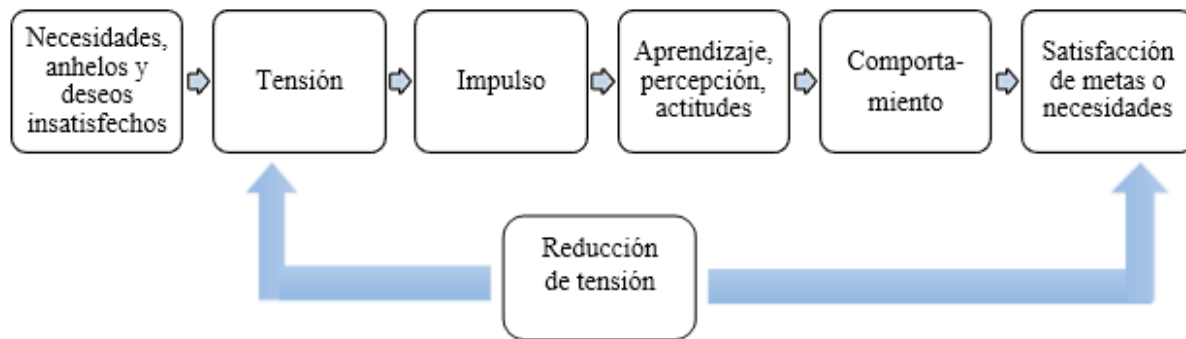 Necesidades,
anhelos y
deseos
insatisfechos
Tensión
Impulso
Aprendizaje,
percepción,
actitudes
Comporta-
miento
Satisfacción
de metas o
necesidades
Reducción
de tensión